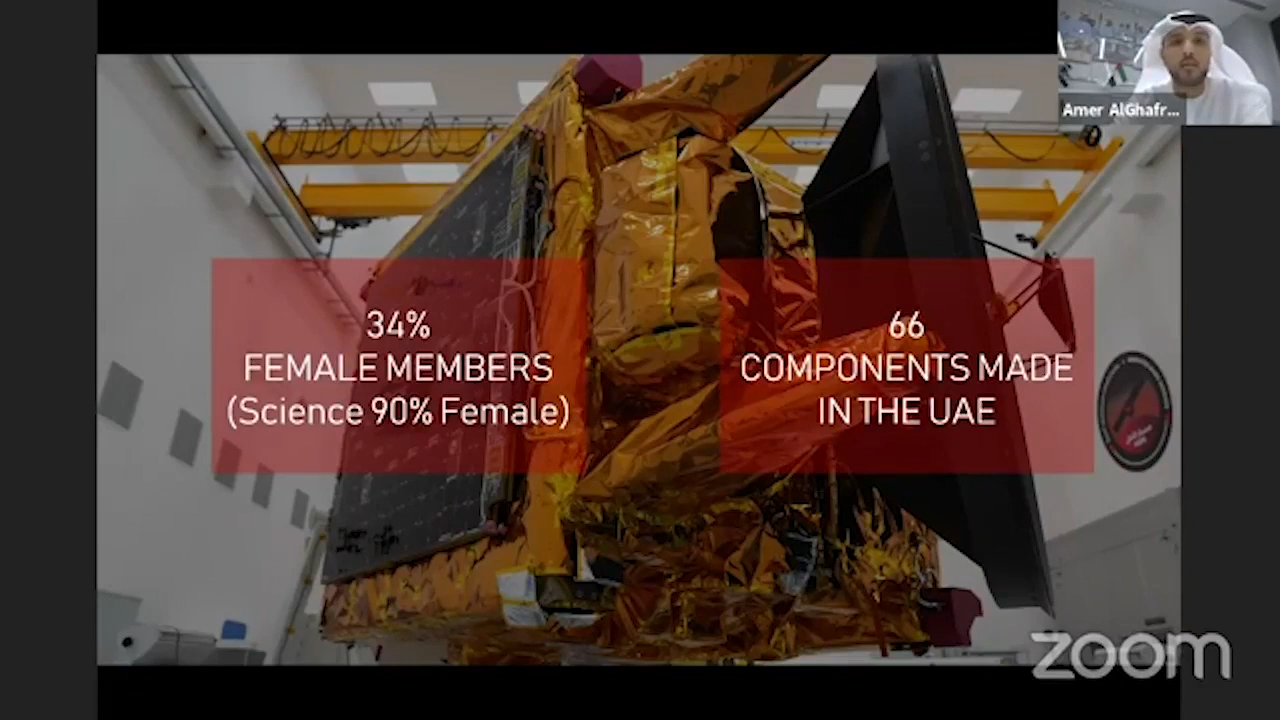 Amer AlGhafr...
34%
FEMALE MEMBERS
(Science 90% Female)
66
COMPONENTS MADE
IN THE UAE
zoom